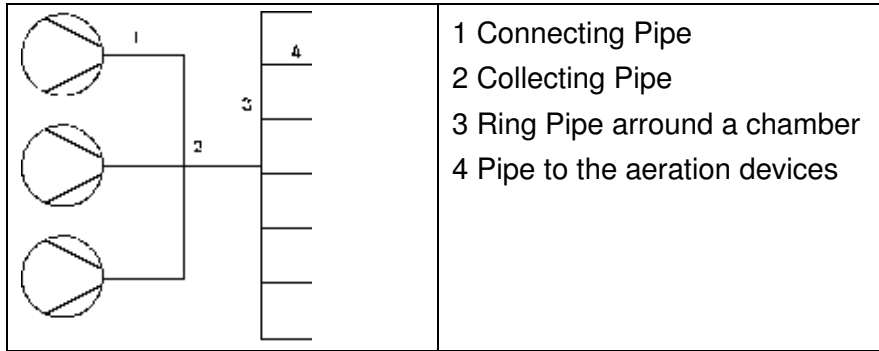 1
4
3
2
1 Connecting Pipe
2 Collecting Pipe
3 Ring Pipe arround a chamber
4 Pipe to the aeration devices